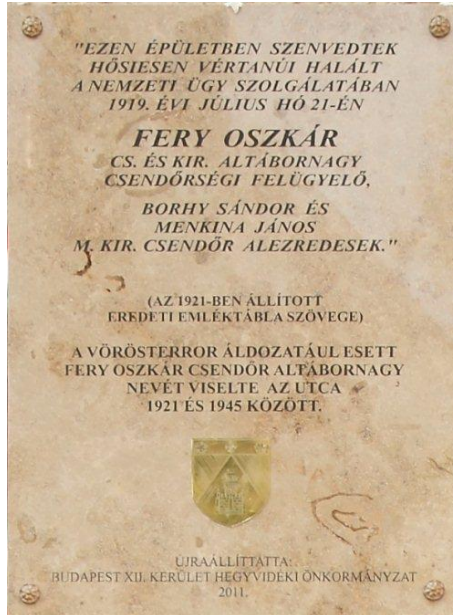 "EZEN ÉPÜLETBEN SZENVEDTEK
HŐSIESEN VÉRTANÚI HALÁLT
A NEMZETI ÜGY SZOLGÁLATÁBAN
1919. ÉVI JÚLIUS HÓ 21-ÉN
FERY OSZKÁR
CS. ÉS KIR. ALTÁBORNAGY
CSENDŐRSÉGI FELÜGYELŐ,
BORHY SÁNDOR ÉS
MENKINA JÁNOS
M. KIR. CSENDŐR ALEZREDESEK."
(AZ 1921-BEN ÁLLÍTOTT
EREDETI EMLÉKTÁBLA SZÖVEGE)
A VÖRÖSTERROR ÁLDOZATÁUL ESETT
FERY OSZKÁR CSENDŐR ALTÁBORNAGY
NEVÉT VISELTE AZ UTCA
1921 ÉS 1945 KÖZÖTT.
ÚJRAÁLLÍTTATTA:
BUDAPEST XII. KERÜLET HEGYVIDÉKI ÖNKORMÁNYZAT
2011.